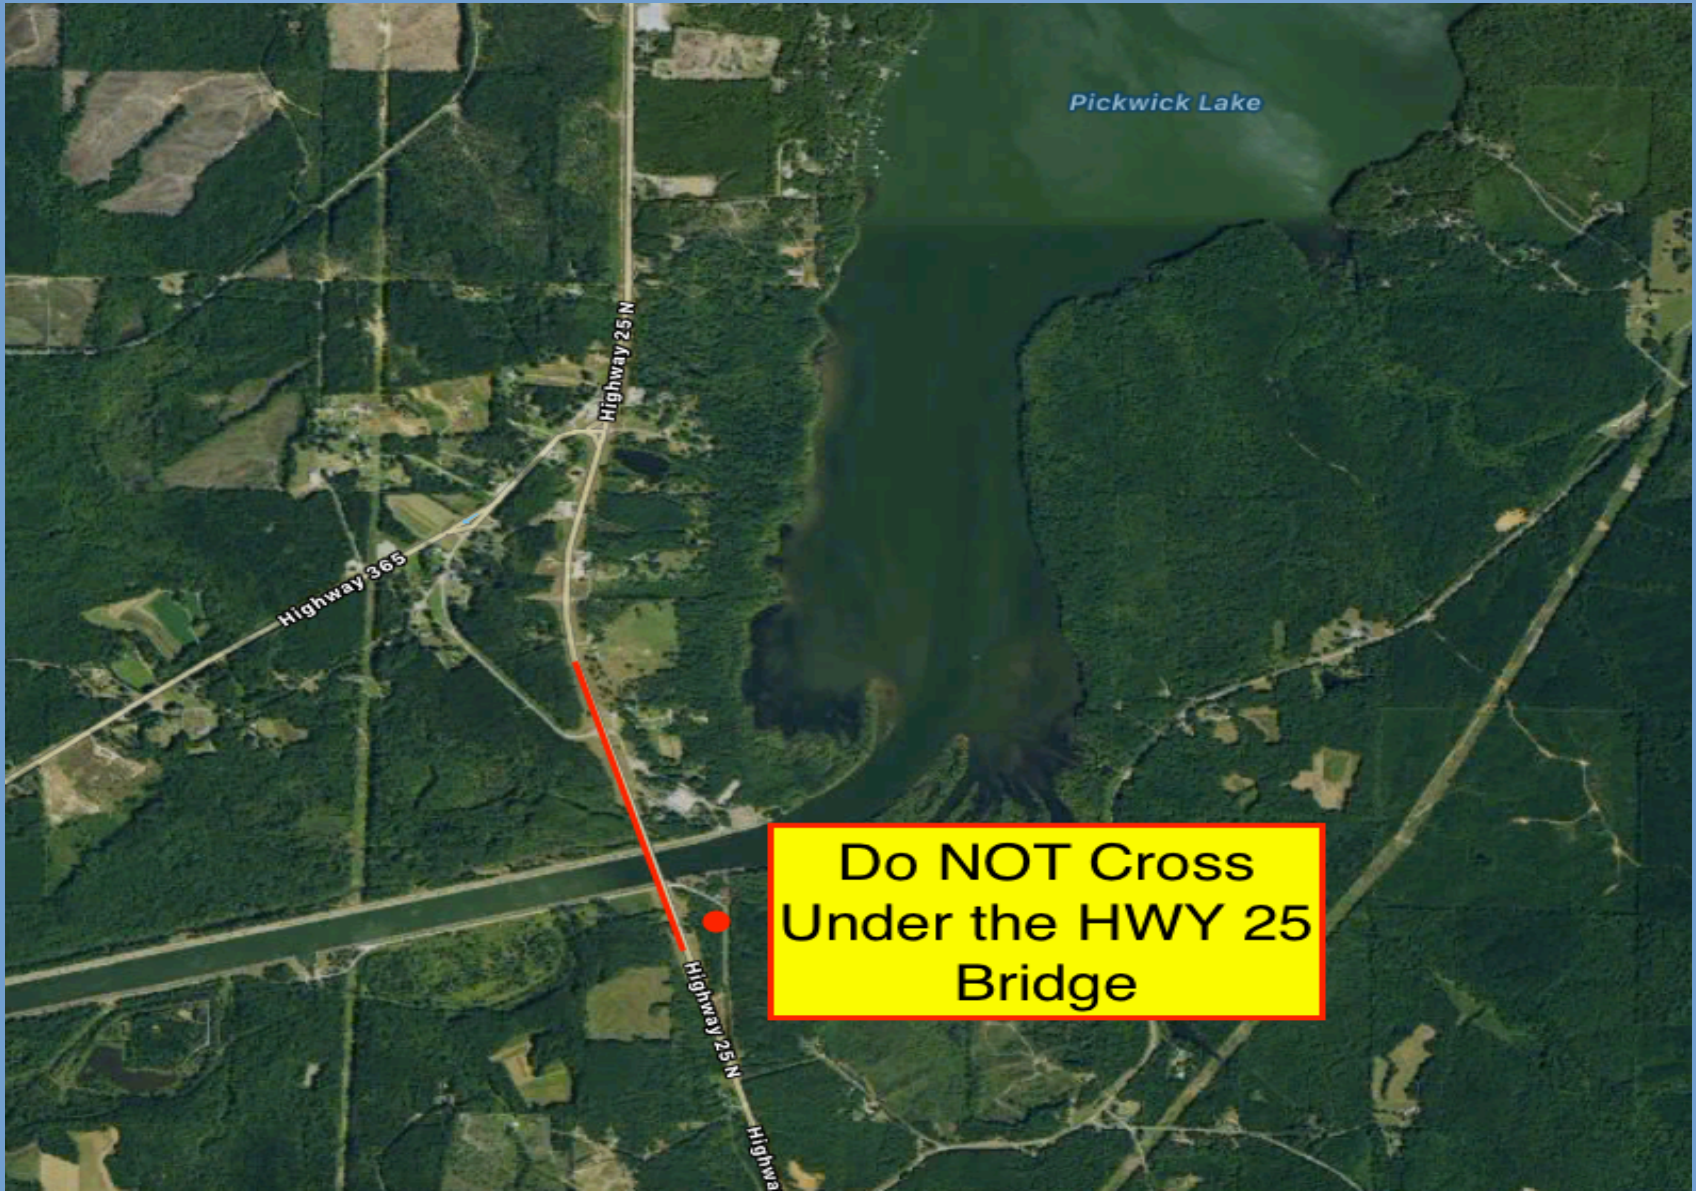 Pickwick Lake
Highway 25 N
Highway 365
Do NOT Cross
Under the HWY 25
Bridge
Highway 25 N
Highwa